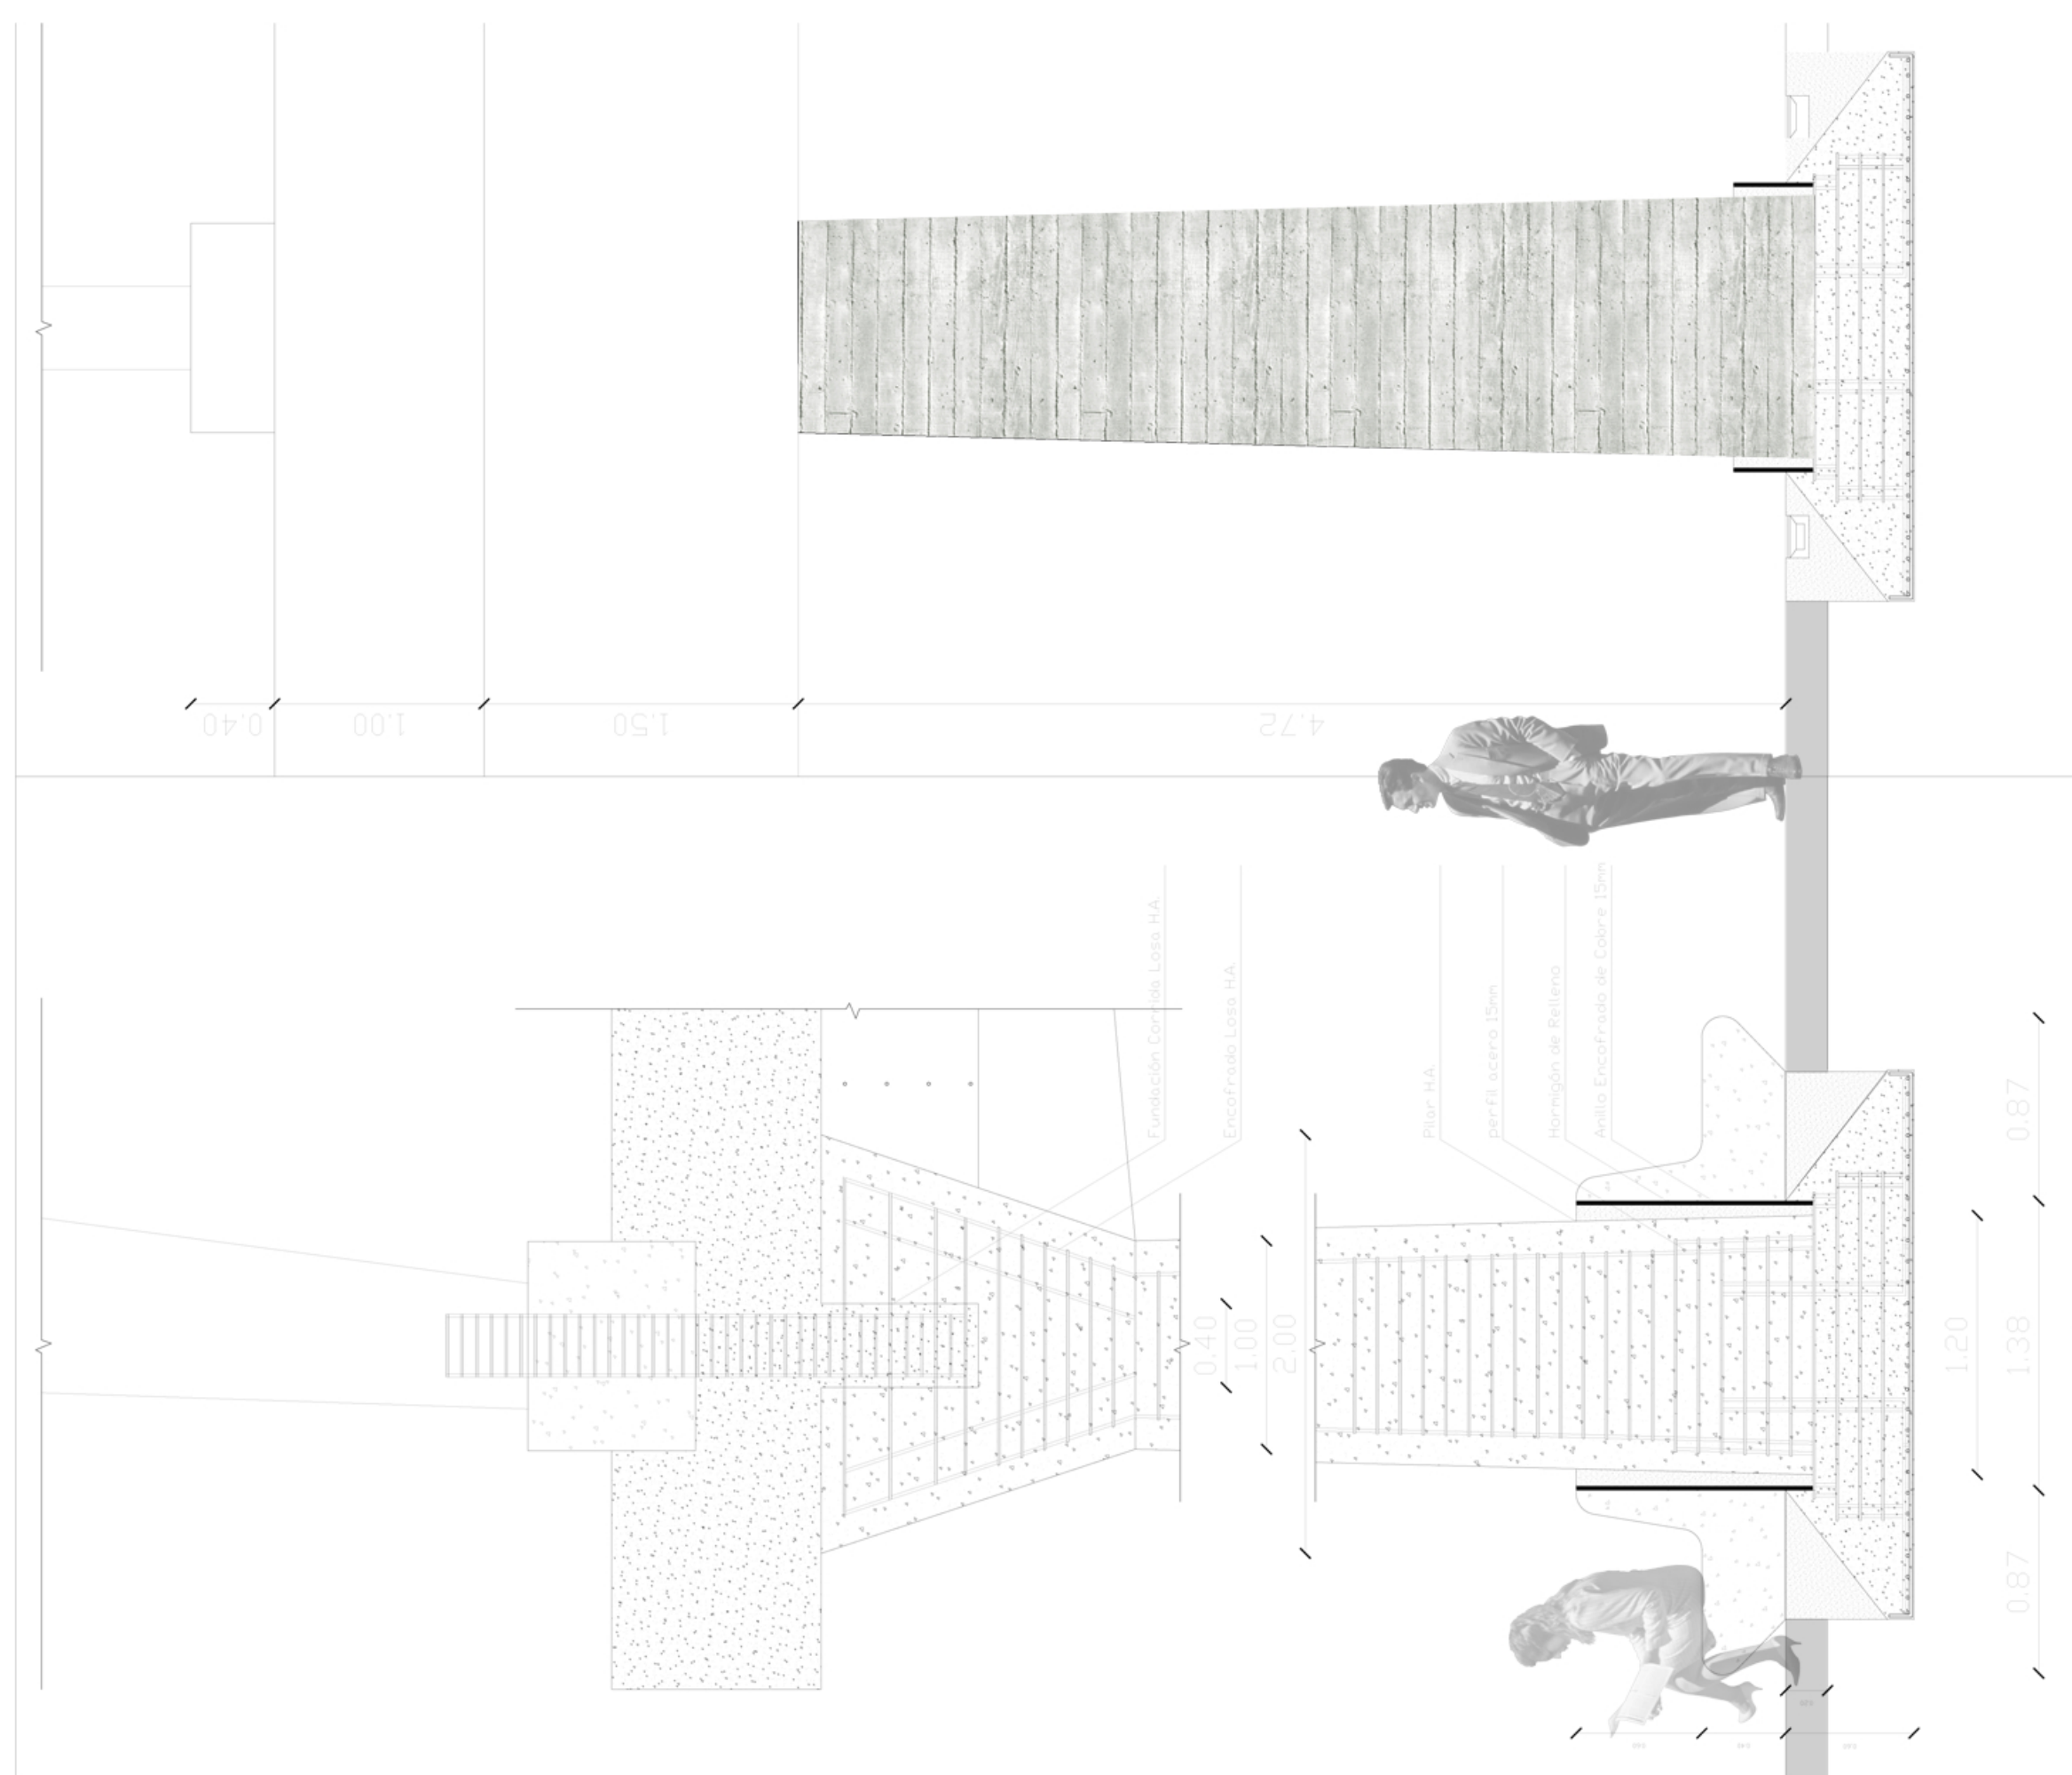 0.40
1.00
1.50
4.72
Fundación Corrida Losa H.A.
Encofrado Losa H.A.
Pilar H.A.
perfil acero 15mm
Hormigón de Relleno
Anillo Encofrado de Cobre 15mm
0.40
1.00
2.00
0.87
1.20
1.38
0.87